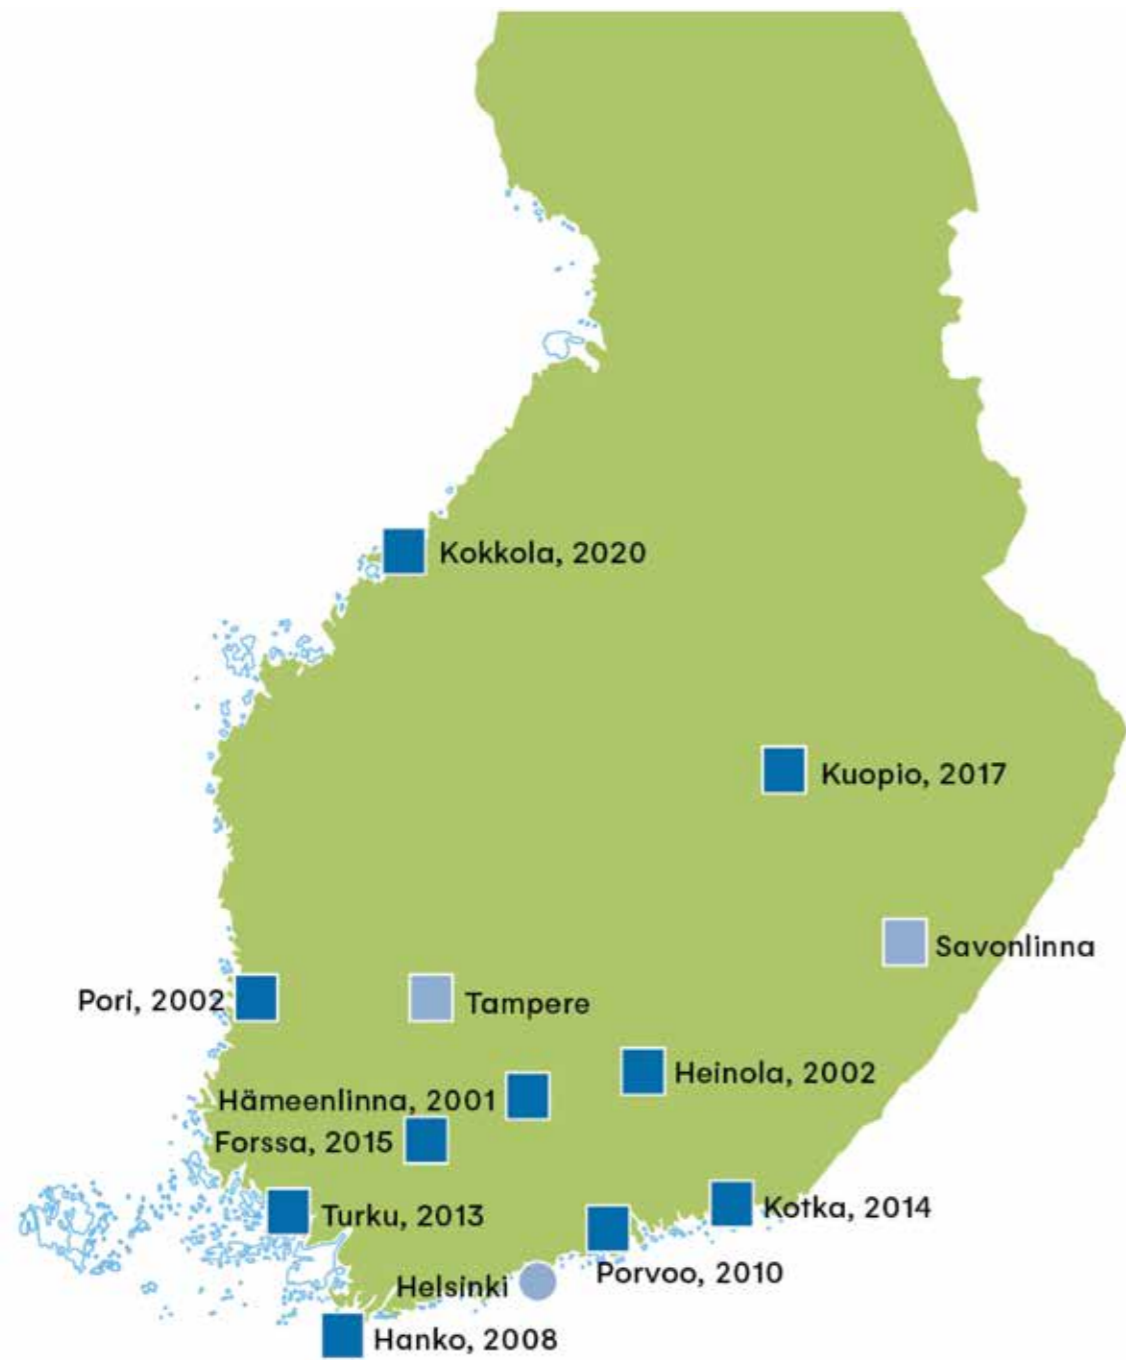 Kokkola, 2020
Kuopio, 2017
Savonlinna
Pori, 2002
Tampere
Heinola, 2002
Hämeenlinna, 2001
Forssa, 2015
Kotka, 2014
Turku, 2013
Porvoo, 2010
Helsinki
Hanko, 2008